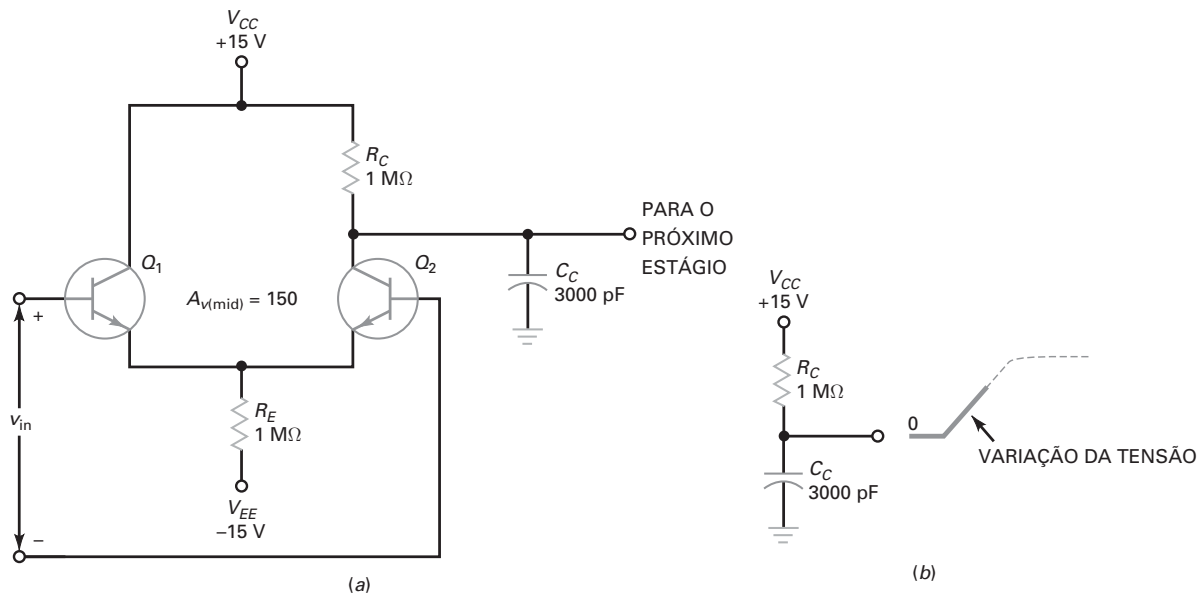 V_CC
+15 V
R_C
1 MΩ
PARA O
PRÓXIMO
ESTÁGIO
Q_1
Q_2
A_v(mid) = 150
C_C
3000 pF
+
v_in
–
R_E
1 MΩ
V_EE
–15 V
(a)
V_CC
+15 V
R_C
1 MΩ
0
VARIAÇÃO DA TENSÃO
C_C
3000 pF
(b)